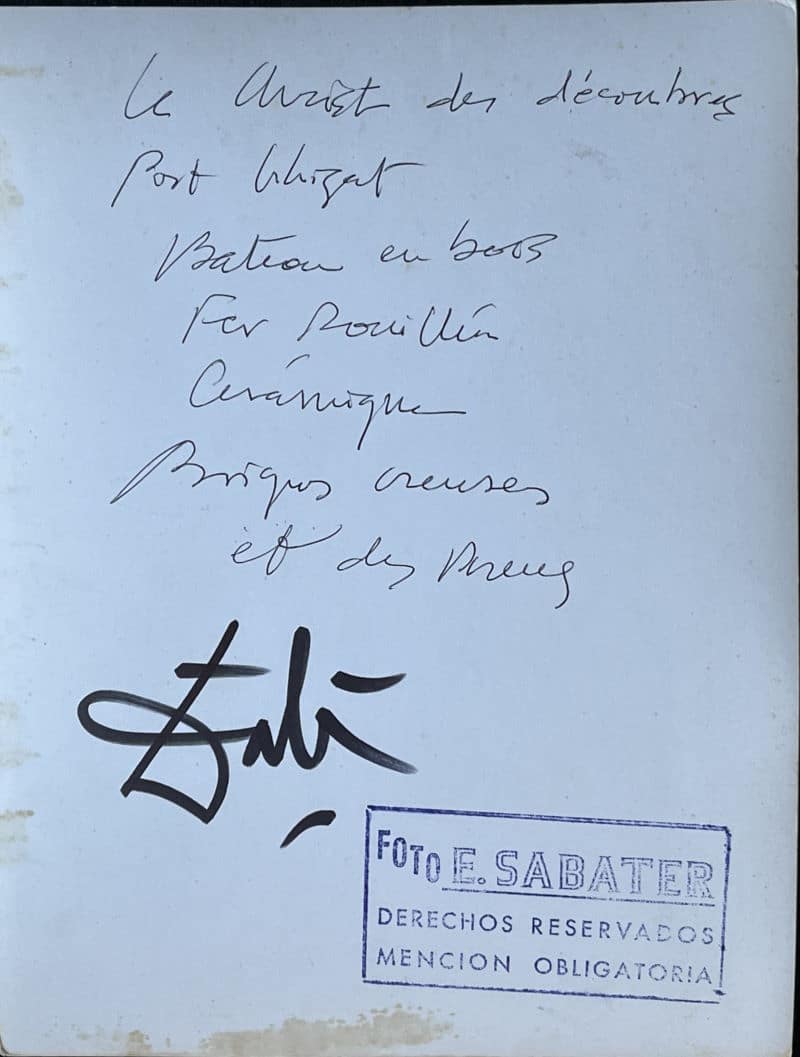 Le Christ des décombres
Port Lligat
Bateau en bois
Fer Rouillé
Cerámique
Briques creuses
et des Pneus
Dalí
FOTO E. SABATER
DERECHOS RESERVADOS
MENCION OBLIGATORIA